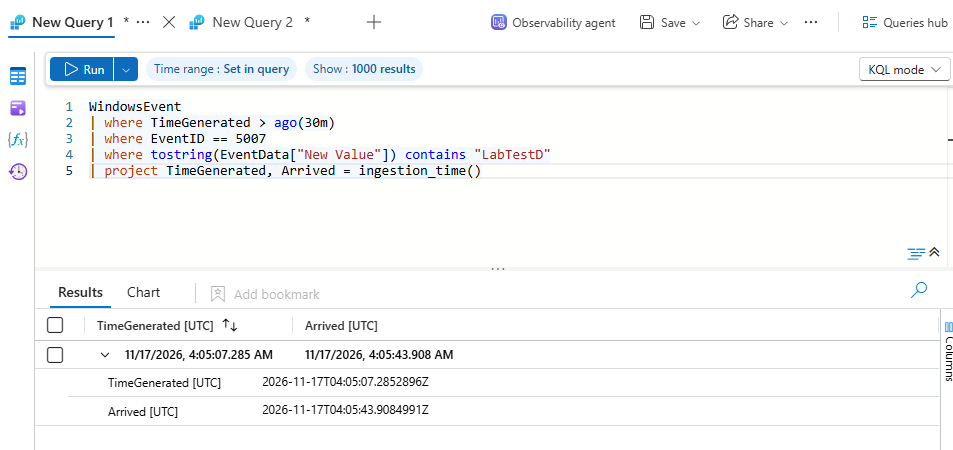 New Query 1 * ... New Query 2 * Observability agent Save Share ... Queries hub
Run Time range : Set in query Show : 1000 results KQL mode
1 WindowsEvent
2 | where TimeGenerated > ago(30m)
3 | where EventID == 5007
4 | where tostring(EventData["New Value"]) contains "LabTestD"
5 | project TimeGenerated, Arrived = ingestion_time()
Results Chart Add bookmark
TimeGenerated [UTC] Arrived [UTC]
11/17/2026, 4:05:07.285 AM 11/17/2026, 4:05:43.908 AM
TimeGenerated [UTC] 2026-11-17T04:05:07.2852896Z
Arrived [UTC] 2026-11-17T04:05:43.9084991Z
Columns